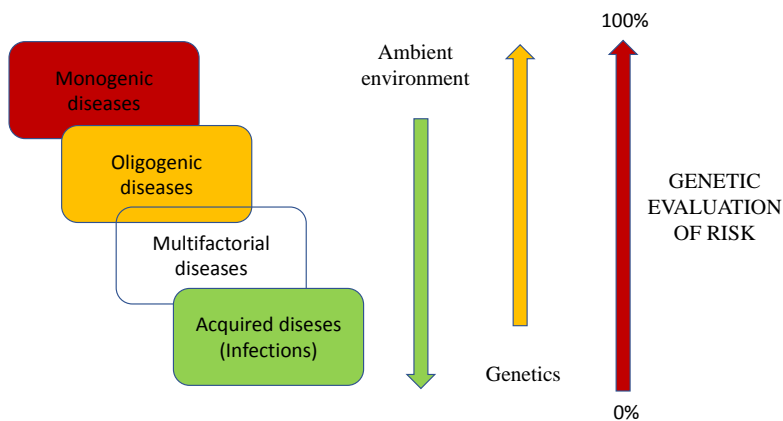 Monogenic
diseases
Oligogenic
diseases
Multifactorial
diseases
Acquired diseses
(Infections)
Ambient
environment
Genetics
100%
GENETIC
EVALUATION
OF RISK
0%